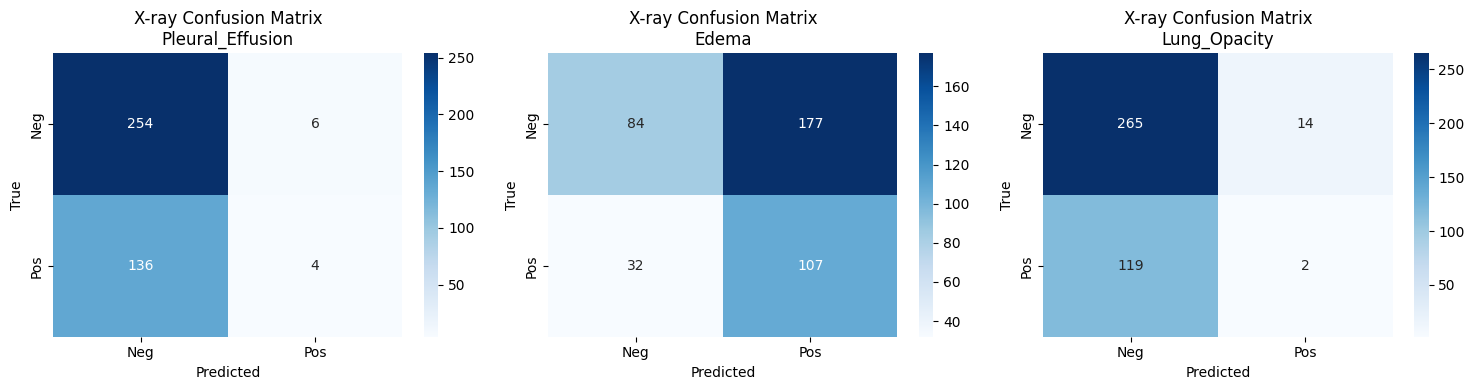 X-ray Confusion Matrix
Pleural_Effusion
Neg
Pos
True
254
6
136
4
Neg
Pos
Predicted
250
200
150
100
50
X-ray Confusion Matrix
Edema
Neg
Pos
True
84
177
32
107
Neg
Pos
Predicted
160
140
120
100
80
60
40
X-ray Confusion Matrix
Lung_Opacity
Neg
Pos
True
265
14
119
2
Neg
Pos
Predicted
250
200
150
100
50